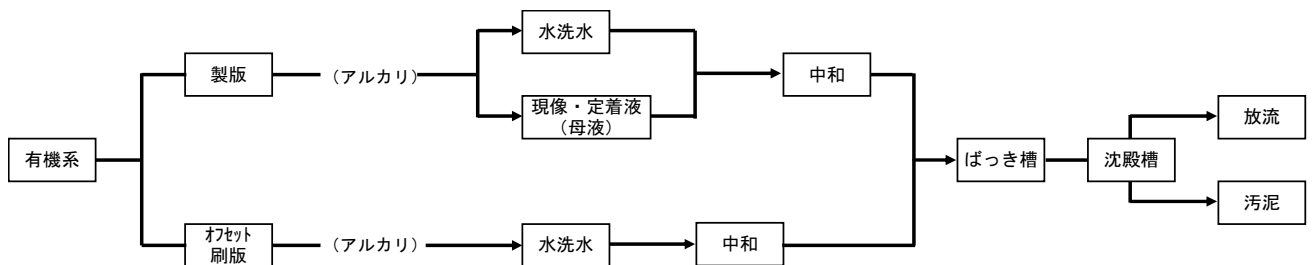 水洗水
製版
（アルカリ）
中和
現像・定着液
（母液）
放流
有機系
ばっき槽
沈殿槽
汚泥
ｵﾌｾｯﾄ
刷版
（アルカリ）
水洗水
中和